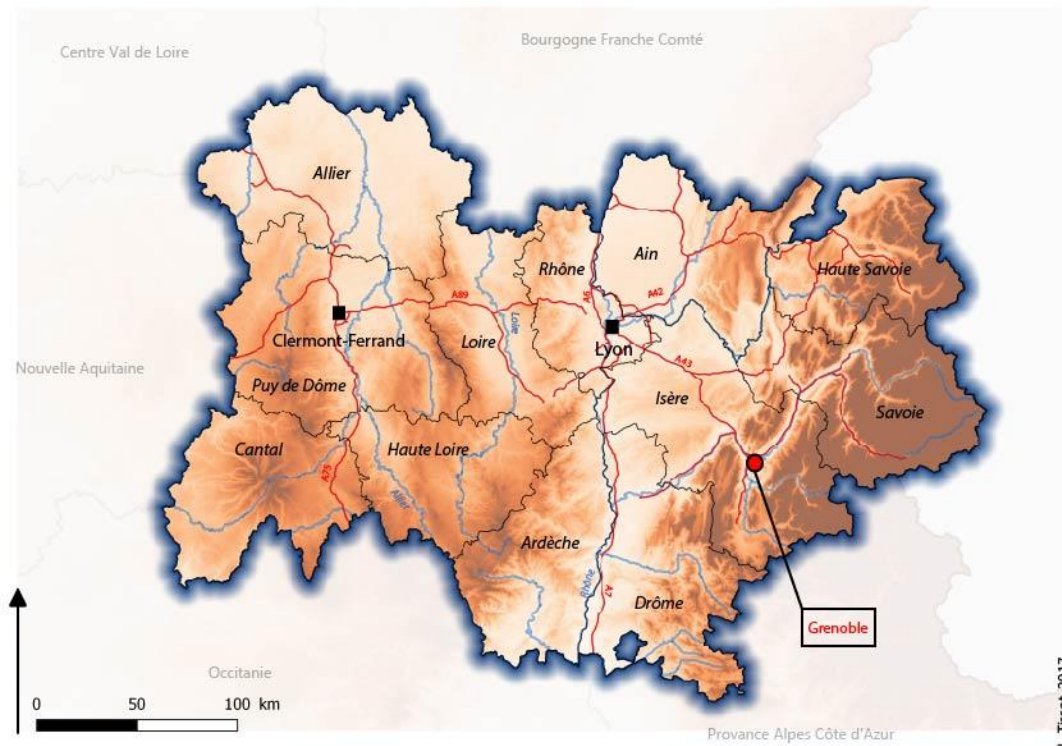 Centre Val de Loire
Bourgogne Franche Comté
Allier
Rhône
Ain
Haute Savoie
A6
A42
A89
Clermont-Ferrand
Loire
Loire
Lyon
Nouvelle Aquitaine
A43
Puy de Dôme
Isère
Savoie
Cantal
Haute Loire
A75
Allier
Ardèche
Rhône
A7
Drôme
Grenoble
Occitanie
0 50 100 km
Provance Alpes Côte d'Azur
Tissot 2017